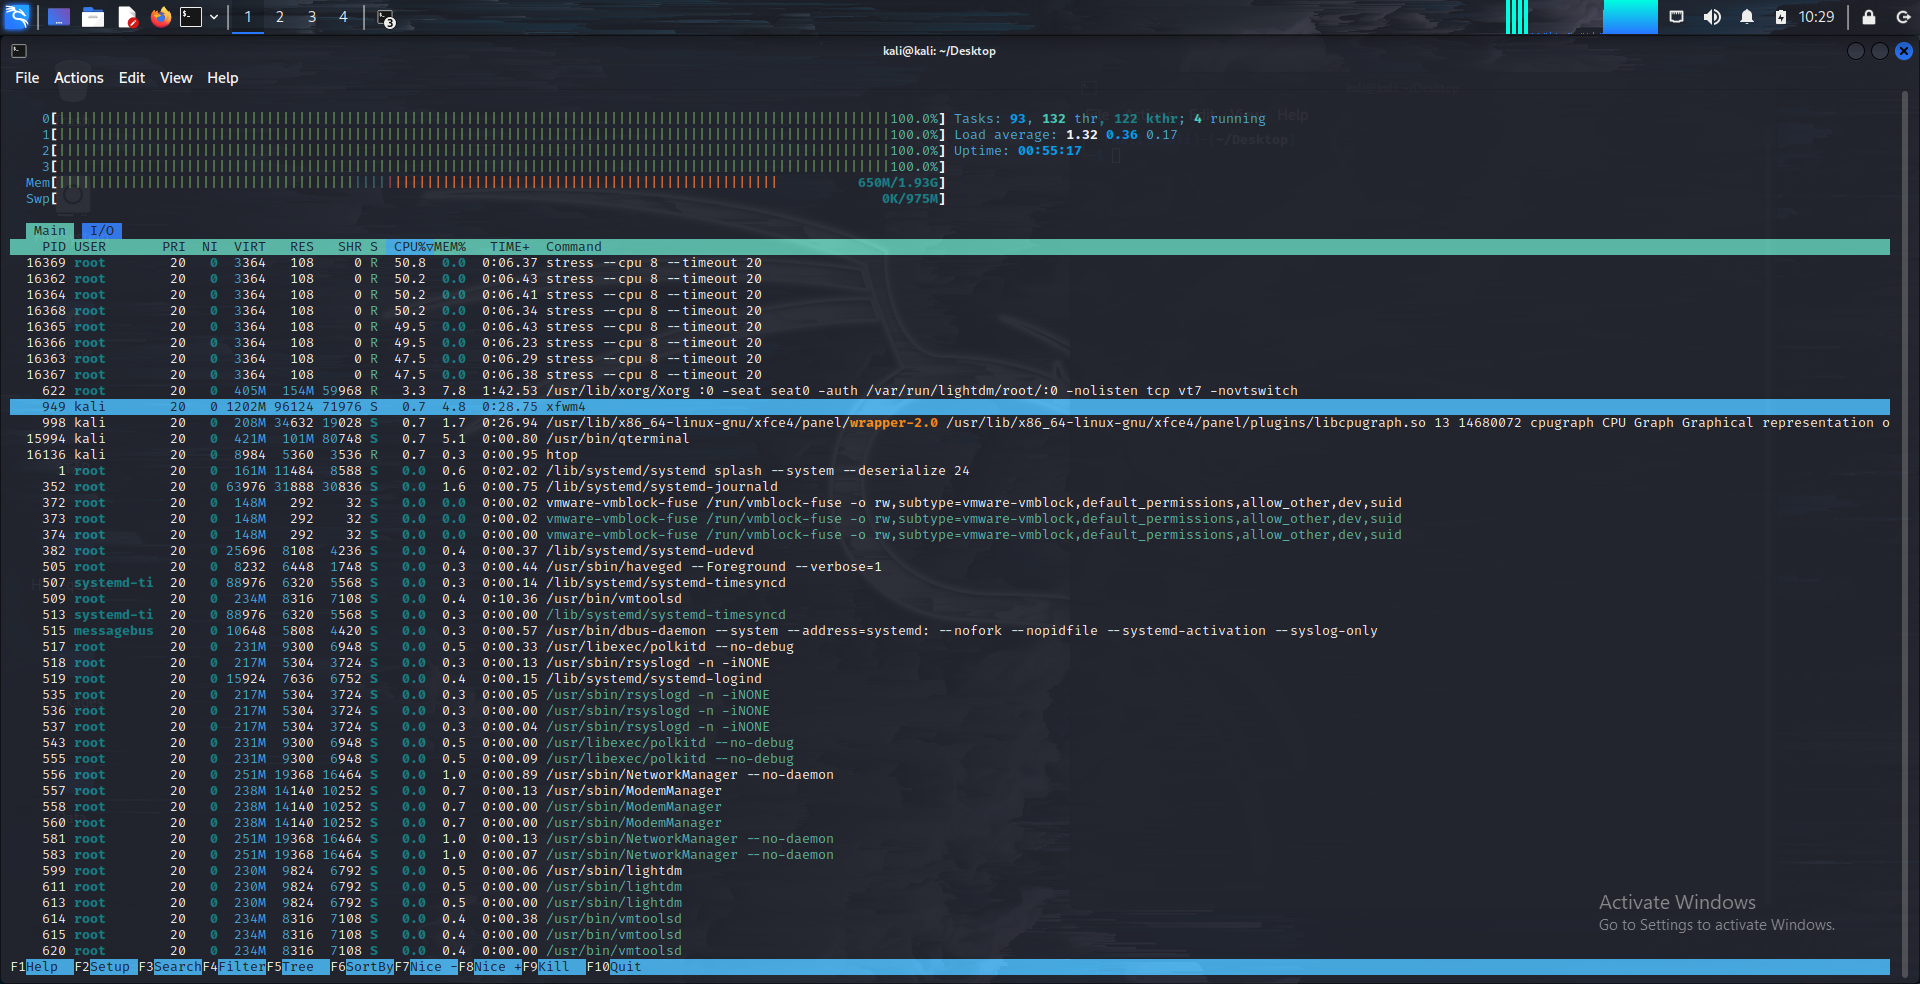 1 2 3 4 3 10:29
kali@kali: ~/Desktop
File Actions Edit View Help
0[ 100.0%] Tasks: 93, 132 thr, 122 kthr; 4 running
1[ 100.0%] Load average: 1.32 0.36 0.17
2[ 100.0%] Uptime: 00:55:17
3[ 100.0%]
Mem[ 650M/1.93G]
Swp[ 0K/975M]
Main I/O
PID USER PRI NI VIRT RES SHR S CPU%▽MEM% TIME+ Command
16369 root 20 0 3364 108 0 R 50.8 0.0 0:06.37 stress --cpu 8 --timeout 20
16362 root 20 0 3364 108 0 R 50.2 0.0 0:06.43 stress --cpu 8 --timeout 20
16364 root 20 0 3364 108 0 R 50.2 0.0 0:06.41 stress --cpu 8 --timeout 20
16368 root 20 0 3364 108 0 R 50.2 0.0 0:06.34 stress --cpu 8 --timeout 20
16365 root 20 0 3364 108 0 R 49.5 0.0 0:06.43 stress --cpu 8 --timeout 20
16366 root 20 0 3364 108 0 R 49.5 0.0 0:06.23 stress --cpu 8 --timeout 20
16363 root 20 0 3364 108 0 R 47.5 0.0 0:06.29 stress --cpu 8 --timeout 20
16367 root 20 0 3364 108 0 R 47.5 0.0 0:06.38 stress --cpu 8 --timeout 20
622 root 20 0 405M 154M 59968 R 3.3 7.8 1:42.53 /usr/lib/xorg/Xorg :0 -seat seat0 -auth /var/run/lightdm/root/:0 -nolisten tcp vt7 -novtswitch
949 kali 20 0 1202M 96124 71976 S 0.7 4.8 0:28.75 xfwm4
998 kali 20 0 208M 34632 19028 S 0.7 1.7 0:26.94 /usr/lib/x86_64-linux-gnu/xfce4/panel/wrapper-2.0 /usr/lib/x86_64-linux-gnu/xfce4/panel/plugins/libcpugraph.so 13 14680072 cpugraph CPU Graph Graphical representation o
15994 kali 20 0 421M 101M 80748 S 0.7 5.1 0:00.80 /usr/bin/qterminal
16136 kali 20 0 8984 5360 3536 R 0.7 0.3 0:00.95 htop
1 root 20 0 161M 11484 8588 S 0.0 0.6 0:02.02 /lib/systemd/systemd splash --system --deserialize 24
352 root 20 0 63976 31888 30836 S 0.0 1.6 0:00.75 /lib/systemd/systemd-journald
372 root 20 0 148M 292 32 S 0.0 0.0 0:00.02 vmware-vmblock-fuse /run/vmblock-fuse -o rw,subtype=vmware-vmblock,default_permissions,allow_other,dev,suid
373 root 20 0 148M 292 32 S 0.0 0.0 0:00.02 vmware-vmblock-fuse /run/vmblock-fuse -o rw,subtype=vmware-vmblock,default_permissions,allow_other,dev,suid
374 root 20 0 148M 292 32 S 0.0 0.0 0:00.00 vmware-vmblock-fuse /run/vmblock-fuse -o rw,subtype=vmware-vmblock,default_permissions,allow_other,dev,suid
382 root 20 0 25696 8108 4236 S 0.0 0.4 0:00.37 /lib/systemd/systemd-udevd
505 root 20 0 8232 6448 1748 S 0.0 0.3 0:00.44 /usr/sbin/haveged --Foreground --verbose=1
507 systemd-ti 20 0 88976 6320 5568 S 0.0 0.3 0:00.14 /lib/systemd/systemd-timesyncd
509 root 20 0 234M 8316 7108 S 0.0 0.4 0:10.36 /usr/bin/vmtoolsd
513 systemd-ti 20 0 88976 6320 5568 S 0.0 0.3 0:00.00 /lib/systemd/systemd-timesyncd
515 messagebus 20 0 10648 5808 4420 S 0.0 0.3 0:00.57 /usr/bin/dbus-daemon --system --address=systemd: --nofork --nopidfile --systemd-activation --syslog-only
517 root 20 0 231M 9300 6948 S 0.0 0.5 0:00.33 /usr/libexec/polkitd --no-debug
518 root 20 0 217M 5304 3724 S 0.0 0.3 0:00.13 /usr/sbin/rsyslogd -n -iNONE
519 root 20 0 15924 7636 6752 S 0.0 0.4 0:00.15 /lib/systemd/systemd-logind
535 root 20 0 217M 5304 3724 S 0.0 0.3 0:00.05 /usr/sbin/rsyslogd -n -iNONE
536 root 20 0 217M 5304 3724 S 0.0 0.3 0:00.00 /usr/sbin/rsyslogd -n -iNONE
537 root 20 0 217M 5304 3724 S 0.0 0.3 0:00.04 /usr/sbin/rsyslogd -n -iNONE
543 root 20 0 231M 9300 6948 S 0.0 0.5 0:00.00 /usr/libexec/polkitd --no-debug
555 root 20 0 231M 9300 6948 S 0.0 0.5 0:00.09 /usr/libexec/polkitd --no-debug
556 root 20 0 251M 19368 16464 S 0.0 1.0 0:00.89 /usr/sbin/NetworkManager --no-daemon
557 root 20 0 238M 14140 10252 S 0.0 0.7 0:00.13 /usr/sbin/ModemManager
558 root 20 0 238M 14140 10252 S 0.0 0.7 0:00.00 /usr/sbin/ModemManager
560 root 20 0 238M 14140 10252 S 0.0 0.7 0:00.00 /usr/sbin/ModemManager
581 root 20 0 251M 19368 16464 S 0.0 1.0 0:00.13 /usr/sbin/NetworkManager --no-daemon
583 root 20 0 251M 19368 16464 S 0.0 1.0 0:00.07 /usr/sbin/NetworkManager --no-daemon
599 root 20 0 230M 9824 6792 S 0.0 0.5 0:00.06 /usr/sbin/lightdm
611 root 20 0 230M 9824 6792 S 0.0 0.5 0:00.00 /usr/sbin/lightdm
613 root 20 0 230M 9824 6792 S 0.0 0.5 0:00.00 /usr/sbin/lightdm
614 root 20 0 234M 8316 7108 S 0.0 0.4 0:00.38 /usr/bin/vmtoolsd
615 root 20 0 234M 8316 7108 S 0.0 0.4 0:00.00 /usr/bin/vmtoolsd
620 root 20 0 234M 8316 7108 S 0.0 0.4 0:00.00 /usr/bin/vmtoolsd
F1Help F2Setup F3SearchF4FilterF5Tree F6SortByF7Nice -F8Nice +F9Kill F10Quit
Activate Windows
Go to Settings to activate Windows.